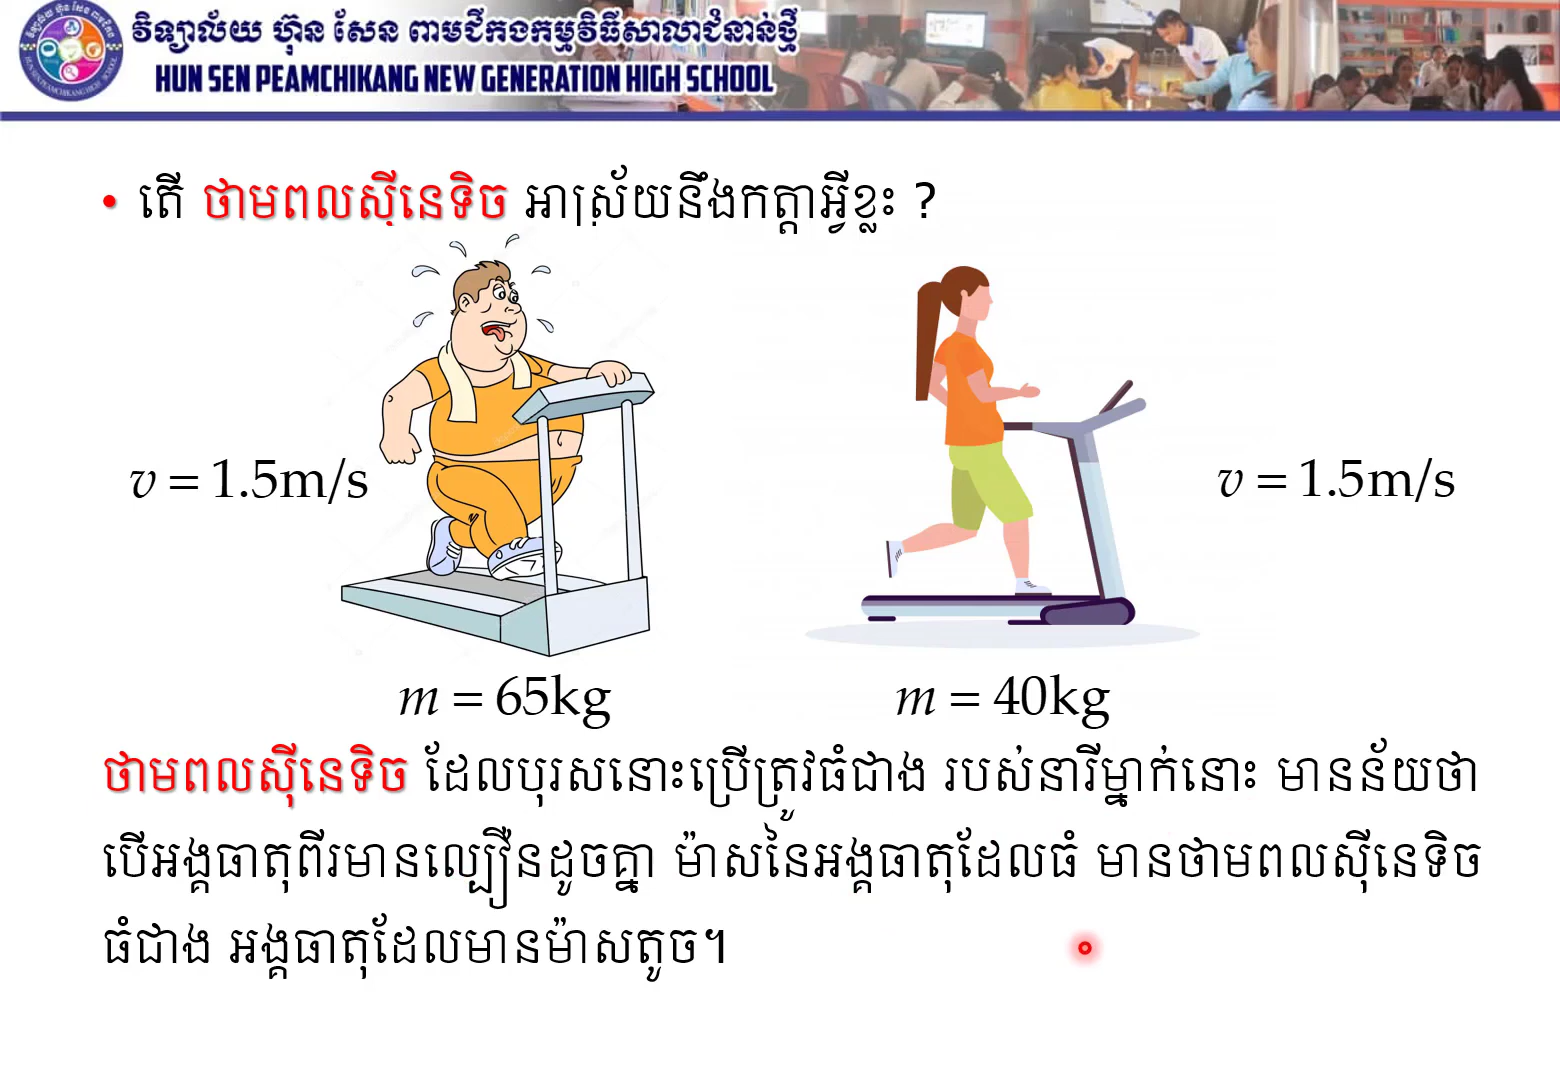 វិទ្យាល័យ ហ៊ុន សែន ពាមជីកងកម្មវិធីសាលាជំនាន់ថ្មី
HUN SEN PEAMCHIKANG NEW GENERATION HIGH SCHOOL
• តើ ថាមពលស៊ីនេទិច អាស្រ័យនឹងកត្តាអ្វីខ្លះ ?
v = 1.5m/s
v = 1.5m/s
m = 65kg
m = 40kg
ថាមពលស៊ីនេទិច ដែលបុរសនោះប្រើត្រូវធំជាង របស់នារីម្នាក់នោះ មានន័យថា
បើអង្គធាតុពីរមានល្បឿនដូចគ្នា ម៉ាសនៃអង្គធាតុដែលធំ មានថាមពលស៊ីនេទិច
ធំជាង អង្គធាតុដែលមានម៉ាសតូច។